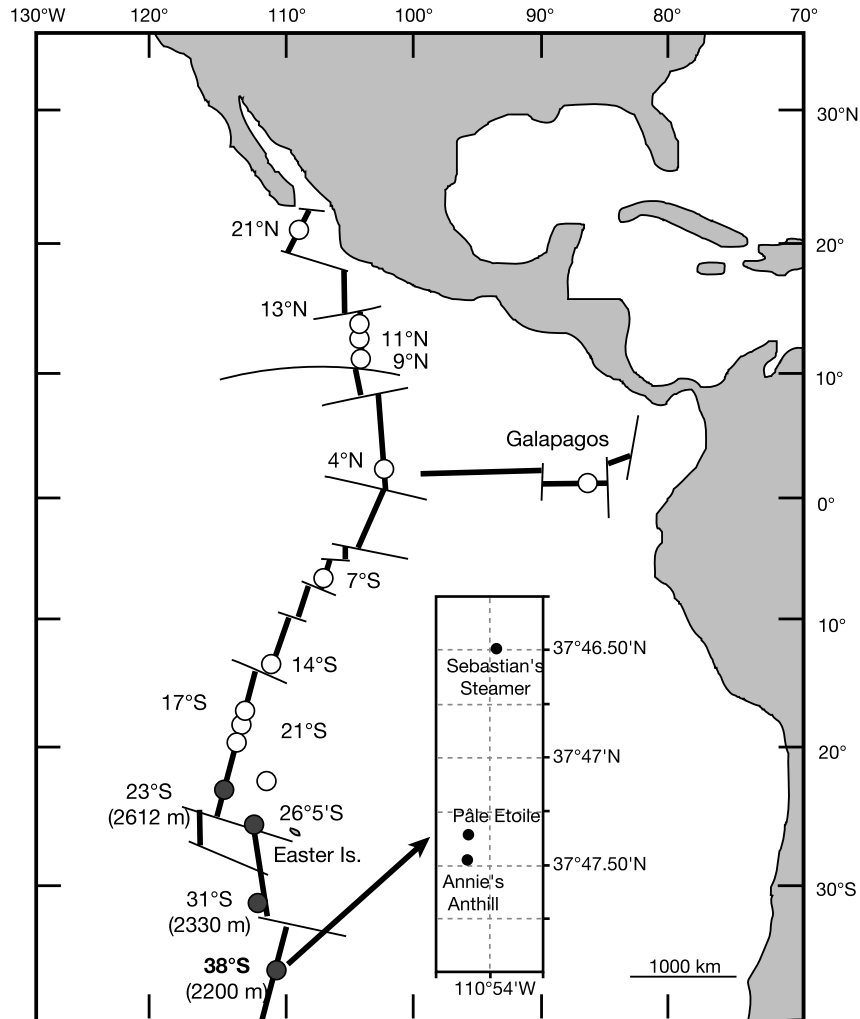 130°W
120°
110°
100°
90°
80°
70°
30°N
21°N
20°
13°N
11°N
9°N
10°
Galapagos
4°N
0°
7°S
10°
37°46.50'N
Sebastian's
Steamer
14°S
17°S
21°S
20°
37°47'N
23°S
(2612 m)
26°5'S
Pâle Etoile
Easter Is.
37°47.50'N
Annie's
Anthill
31°S
(2330 m)
30°S
38°S
(2200 m)
1000 km
110°54'W